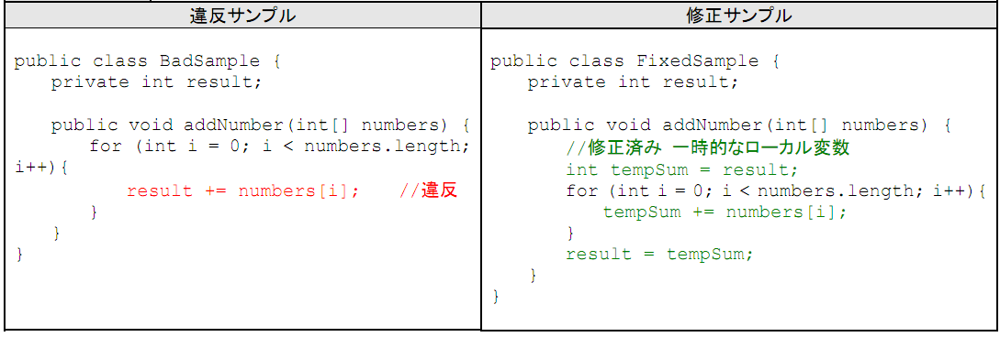 違反サンプル
public class BadSample {
    private int result;

    public void addNumber(int[] numbers) {
        for (int i = 0; i < numbers.length;
i++){
            result += numbers[i];    //違反
        }
    }
}
修正サンプル
public class FixedSample {
    private int result;

    public void addNumber(int[] numbers) {
        //修正済み 一時的なローカル変数
        int tempSum = result;
        for (int i = 0; i < numbers.length; i++){
            tempSum += numbers[i];
        }
        result = tempSum;
    }
}